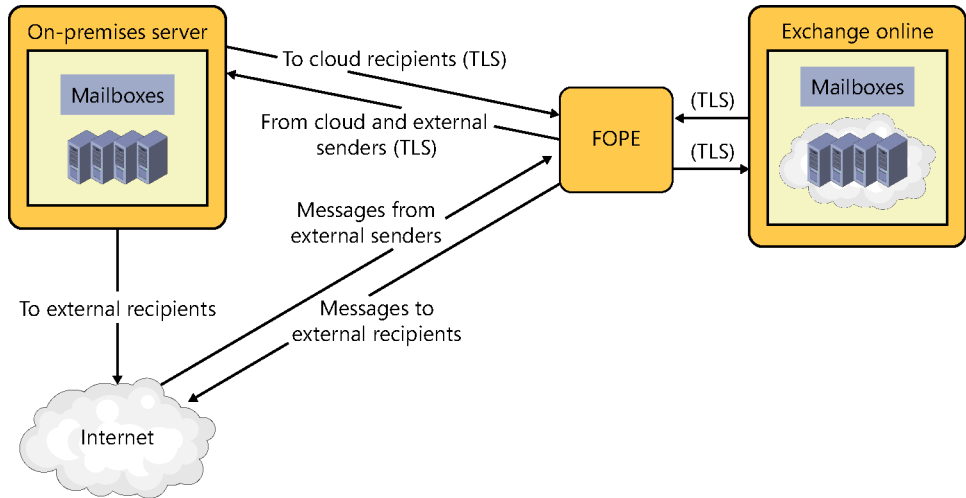 On-premises server
Mailboxes
To cloud recipients (TLS)
From cloud and external
senders (TLS)
FOPE
(TLS)
(TLS)
Exchange online
Mailboxes
Messages from
external senders
To external recipients
Messages to
external recipients
Internet